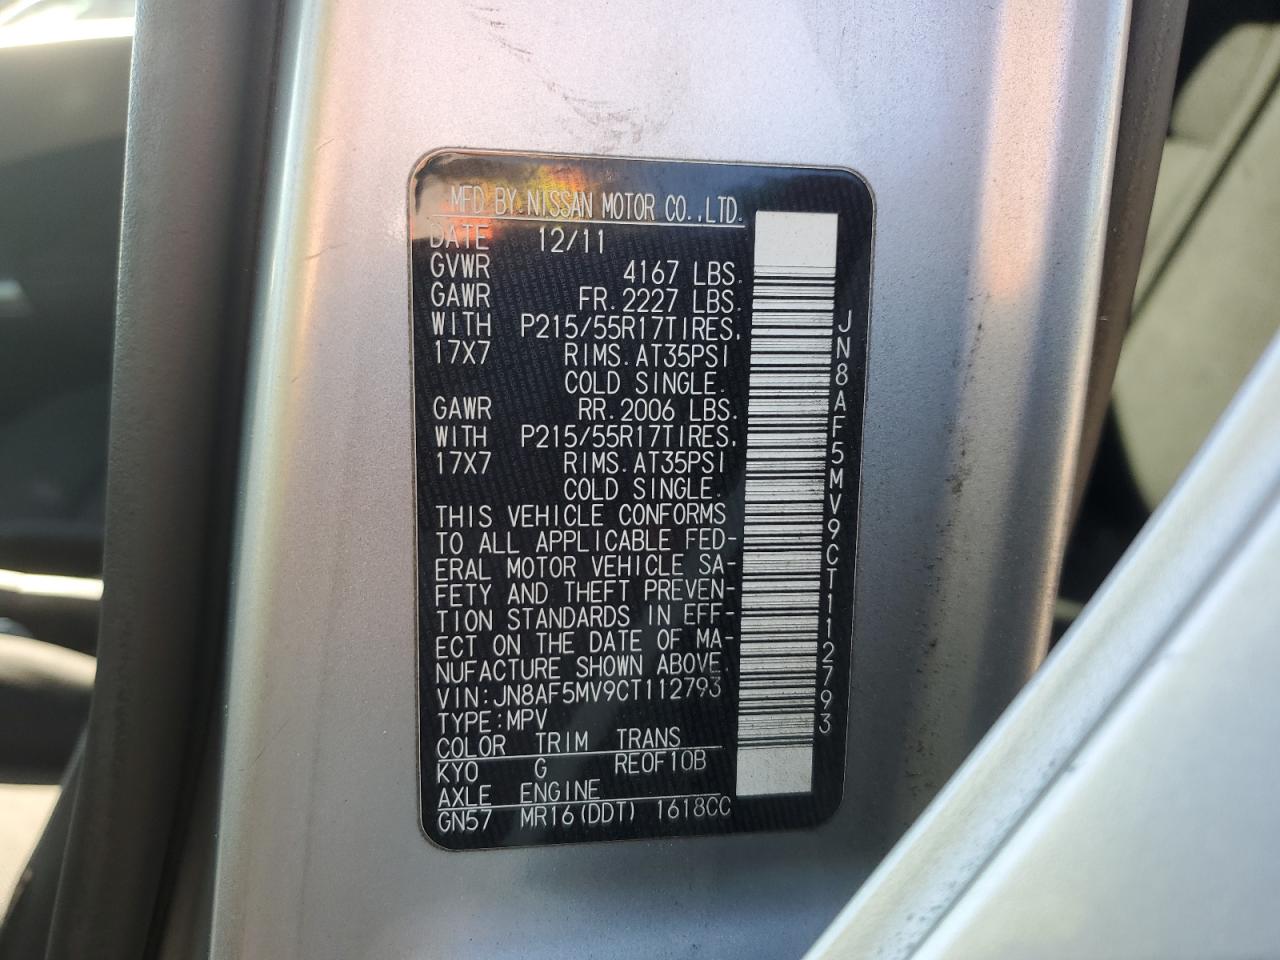 MFD BY NISSAN MOTOR CO.,LTD.
DATE 12/11
GVWR 4167 LBS.
GAWR FR. 2227 LBS.
WITH P215/55R17TIRES.
17X7 RIMS. AT35PSI
COLD SINGLE.
GAWR RR. 2006 LBS.
WITH P215/55R17TIRES.
17X7 RIMS. AT35PSI
COLD SINGLE.
THIS VEHICLE CONFORMS
TO ALL APPLICABLE FED-
ERAL MOTOR VEHICLE SA-
FETY AND THEFT PREVEN-
TION STANDARDS IN EFF-
ECT ON THE DATE OF MA-
NUFACTURE SHOWN ABOVE.
VIN:JN8AF5MV9CT112793
TYPE:MPV
COLOR TRIM TRANS
KY0 G RE0F10B
AXLE ENGINE
GN57 MR16(DDT) 1618CC
JN8AF5MV9CT112793